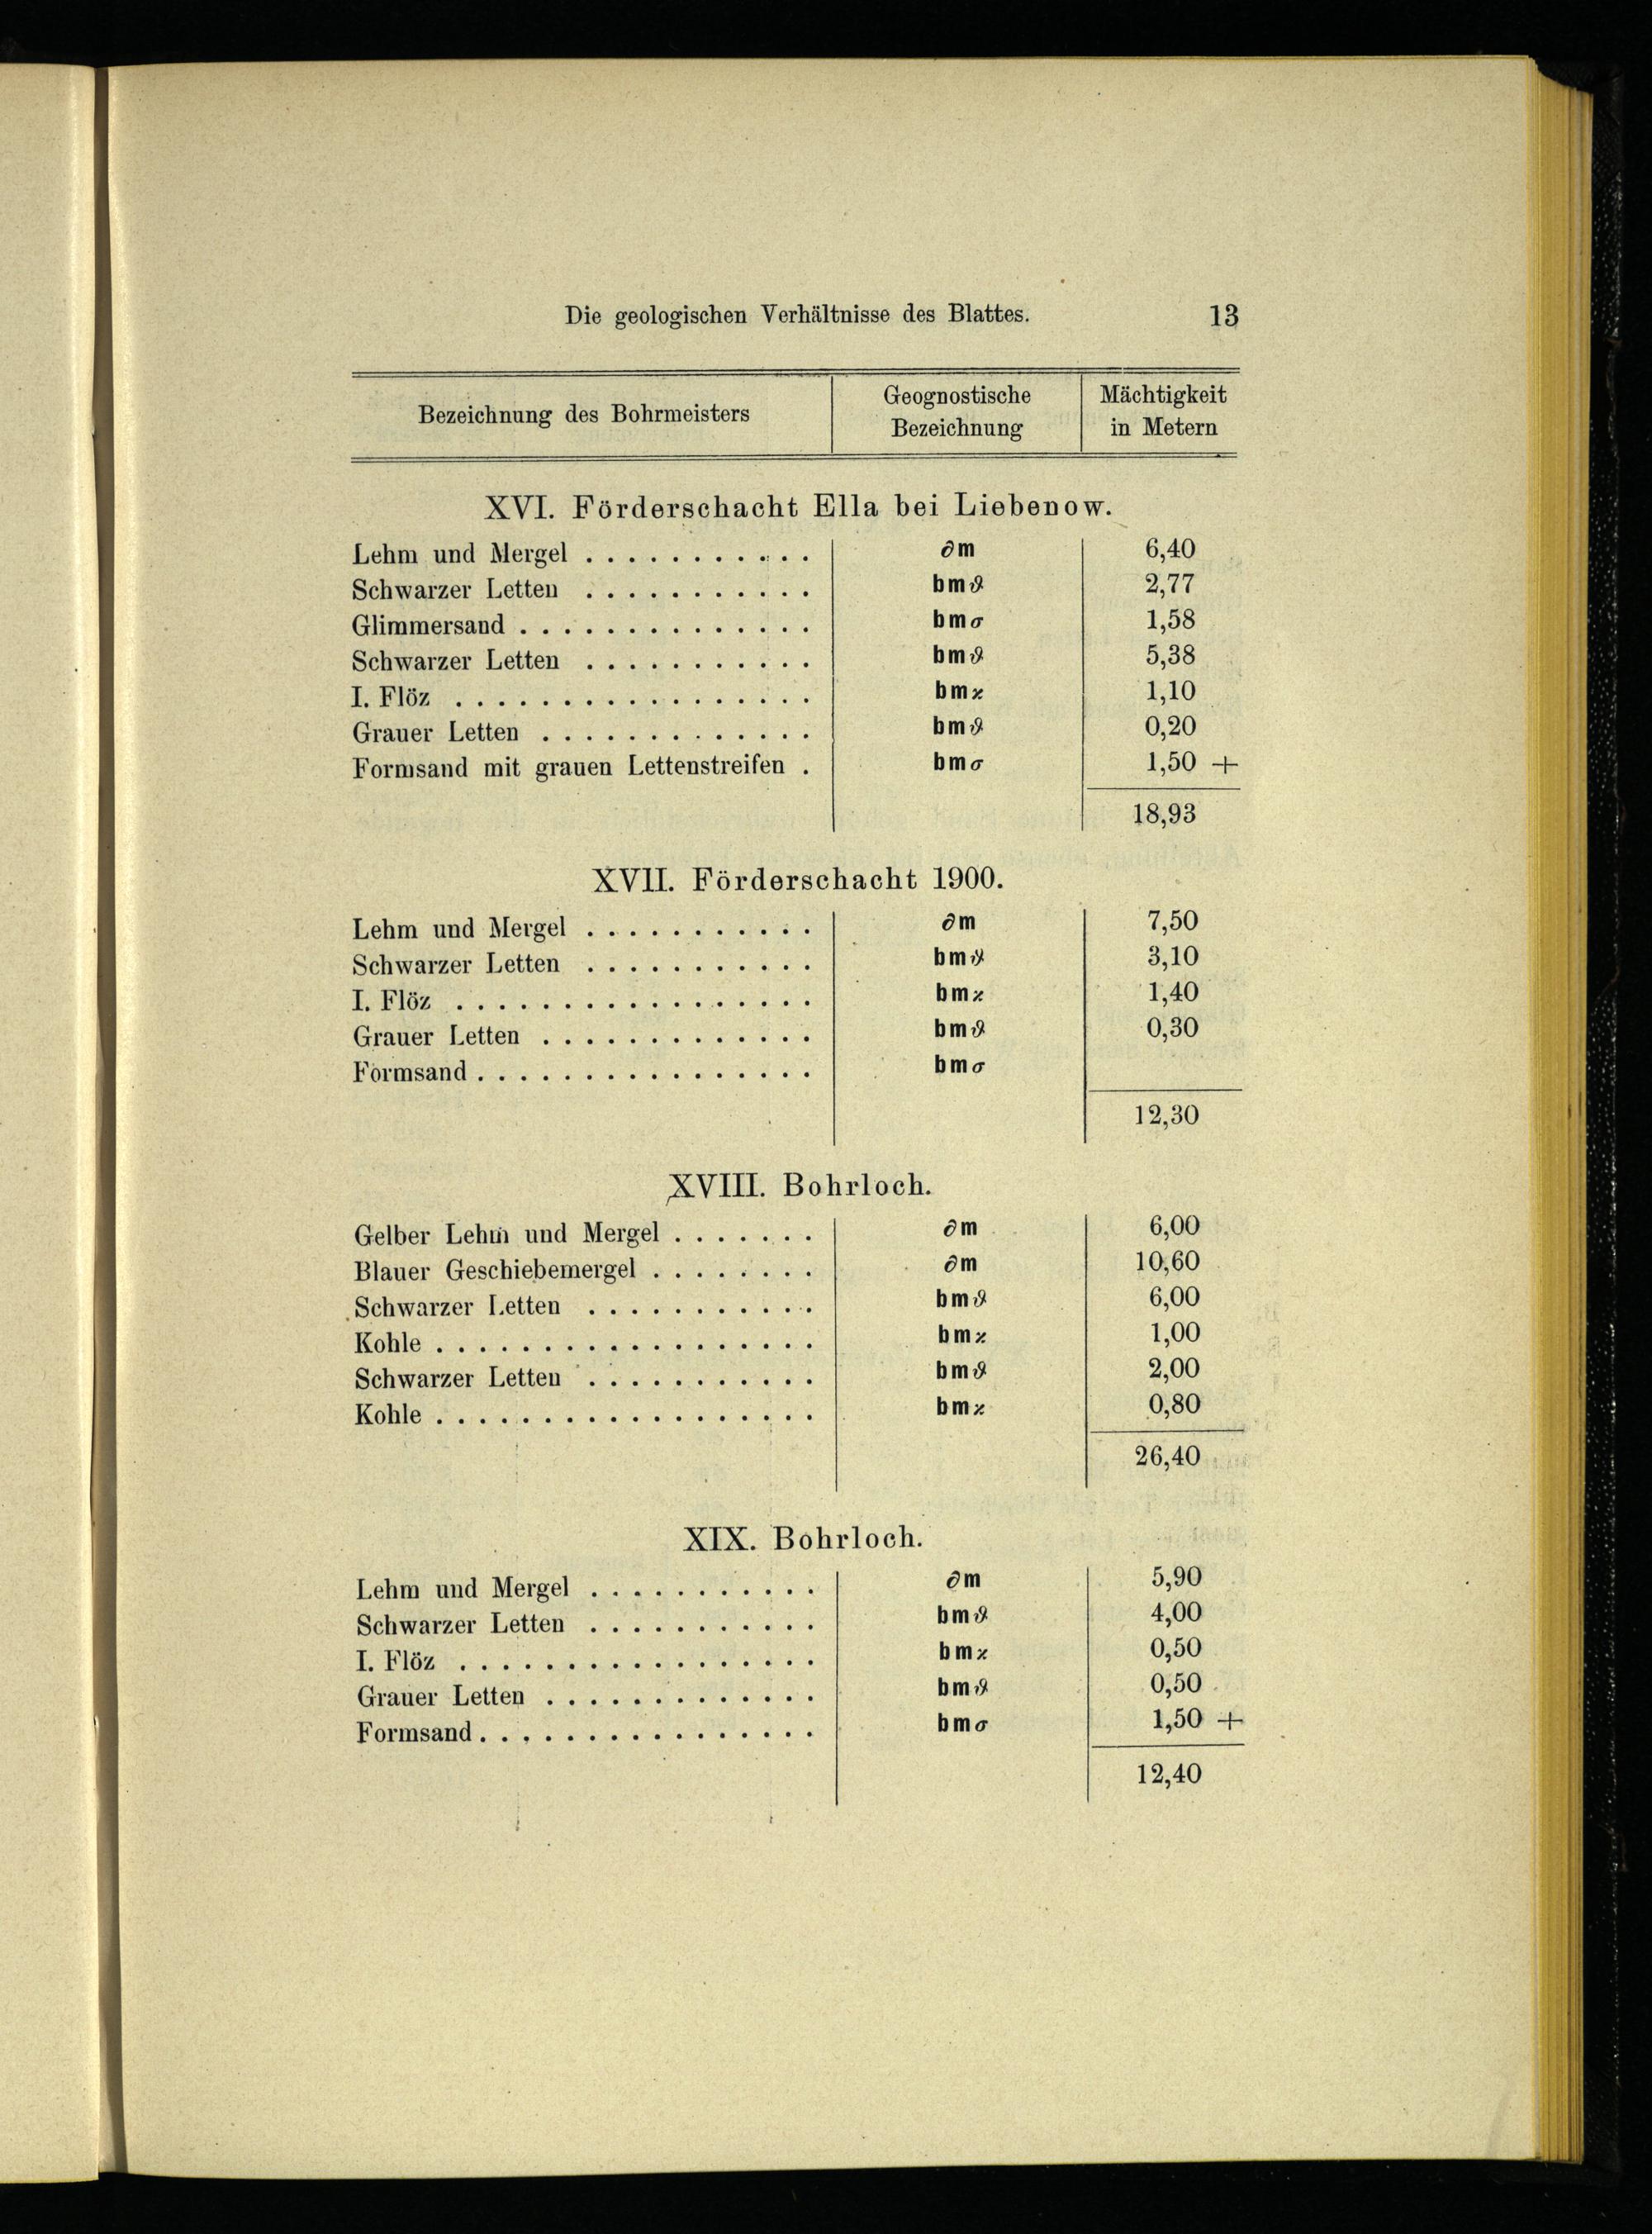 Die geologischen Verhältnisse des Blattes. 13
Bezeichnung des Bohrmeisters Geognostische Bezeichnung Mächtigkeit in Metern
XVI. Förderschacht Ella bei Liebenow.
Lehm und Mergel . . . . . . . . . . . ∂m 6,40
Schwarzer Letten . . . . . . . . . . . bmϑ 2,77
Glimmersand . . . . . . . . . . . . . . bmσ 1,58
Schwarzer Letten . . . . . . . . . . . bmϑ 5,38
I. Flöz . . . . . . . . . . . . . . . . . bmϰ 1,10
Grauer Letten . . . . . . . . . . . . . bmϑ 0,20
Formsand mit grauen Lettenstreifen . bmσ 1,50 +
18,93
XVII. Förderschacht 1900.
Lehm und Mergel . . . . . . . . . . . ∂m 7,50
Schwarzer Letten . . . . . . . . . . . bmϑ 3,10
I. Flöz . . . . . . . . . . . . . . . . . bmϰ 1,40
Grauer Letten . . . . . . . . . . . . . bmϑ 0,30
Formsand . . . . . . . . . . . . . . . . bmσ
12,30
XVIII. Bohrloch.
Gelber Lehm und Mergel . . . . . . . ∂m 6,00
Blauer Geschiebemergel . . . . . . . . ∂m 10,60
Schwarzer Letten . . . . . . . . . . . bmϑ 6,00
Kohle . . . . . . . . . . . . . . . . . . bmϰ 1,00
Schwarzer Letten . . . . . . . . . . . bmϑ 2,00
Kohle . . . . . . . . . . . . . . . . . . bmϰ 0,80
26,40
XIX. Bohrloch.
Lehm und Mergel . . . . . . . . . . . ∂m 5,90
Schwarzer Letten . . . . . . . . . . . bmϑ 4,00
I. Flöz . . . . . . . . . . . . . . . . . bmϰ 0,50
Grauer Letten . . . . . . . . . . . . . bmϑ 0,50
Formsand . . . . . . . . . . . . . . . . bmσ 1,50 +
12,40